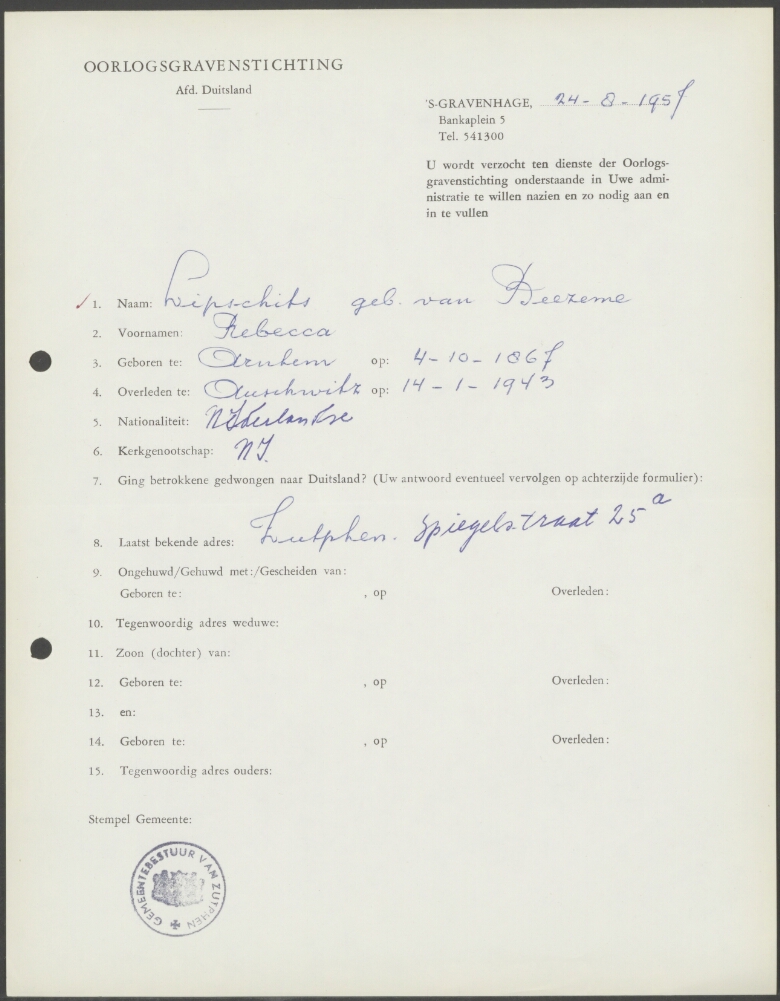 OORLOGSGRAVENSTICHTING
Afd. Duitsland
'S-GRAVENHAGE, 24-8-1957
Bankaplein 5
Tel. 541300
U wordt verzocht ten dienste der Oorlogs-
gravenstichting onderstaande in Uwe admi-
nistratie te willen nazien en zo nodig aan en
in te vullen
1. Naam: Lipschits geb. van Beezeme
2. Voornamen: Rebecca
3. Geboren te: Arnhem op: 4-10-1867
4. Overleden te: Auschwitz op: 14-1-1943
5. Nationaliteit: Nederlandse
6. Kerkgenootschap: N.I.
7. Ging betrokkene gedwongen naar Duitsland? (Uw antwoord eventueel vervolgen op achterzijde formulier):
8. Laatst bekende adres: Zutphen. Spiegelstraat 25a
9. Ongehuwd/Gehuwd met:/Gescheiden van:
Geboren te: , op Overleden:
10. Tegenwoordig adres weduwe:
11. Zoon (dochter) van:
12. Geboren te: , op Overleden:
13. en:
14. Geboren te: , op Overleden:
15. Tegenwoordig adres ouders:
Stempel Gemeente:
GEMEENTEBESTUUR VAN ZUTPHEN